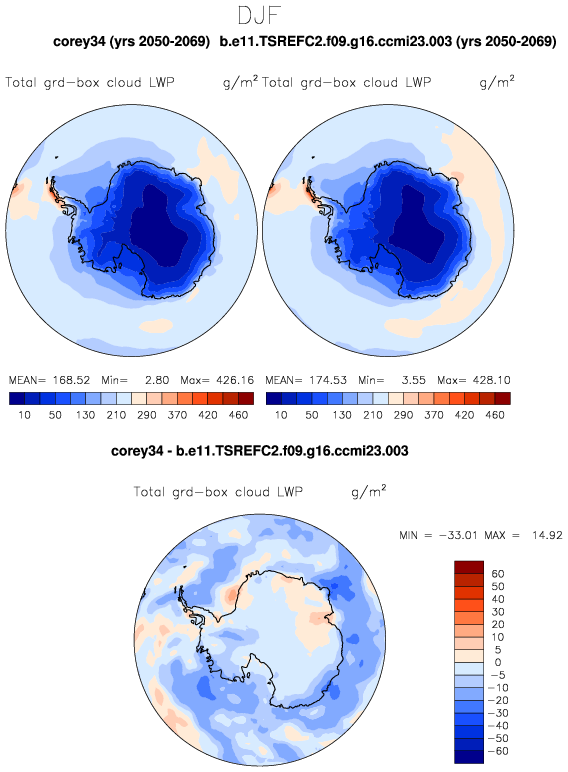 DJF
corey34 (yrs 2050-2069) b.e11.TSREFC2.f09.g16.ccmi23.003 (yrs 2050-2069)
Total grd-box cloud LWP g/m² Total grd-box cloud LWP g/m²
MEAN= 168.52 Min= 2.80 Max= 426.16 MEAN= 174.53 Min= 3.55 Max= 428.10
10 50 130 210 290 370 420 460 10 50 130 210 290 370 420 460
corey34 - b.e11.TSREFC2.f09.g16.ccmi23.003
Total grd-box cloud LWP g/m²
MIN = -33.01 MAX = 14.92
60
50
40
30
20
10
5
0
-5
-10
-20
-30
-40
-50
-60